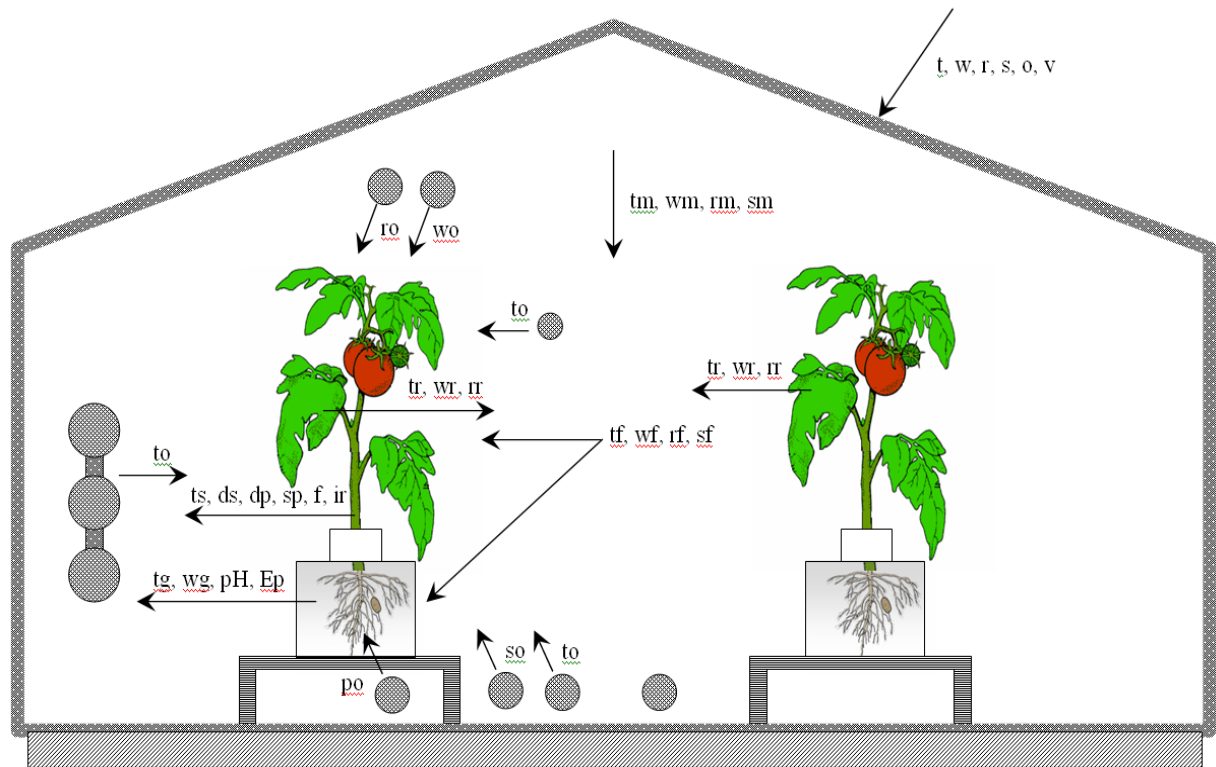 t, w, r, s, o, v
tm, wm, rm, sm
ro
wo
to
tr, wr, rr
tr, wr, rr
tf, wf, rf, sf
to
ts, ds, dp, sp, f, ir
tg, wg, pH, Ep
so
to
po